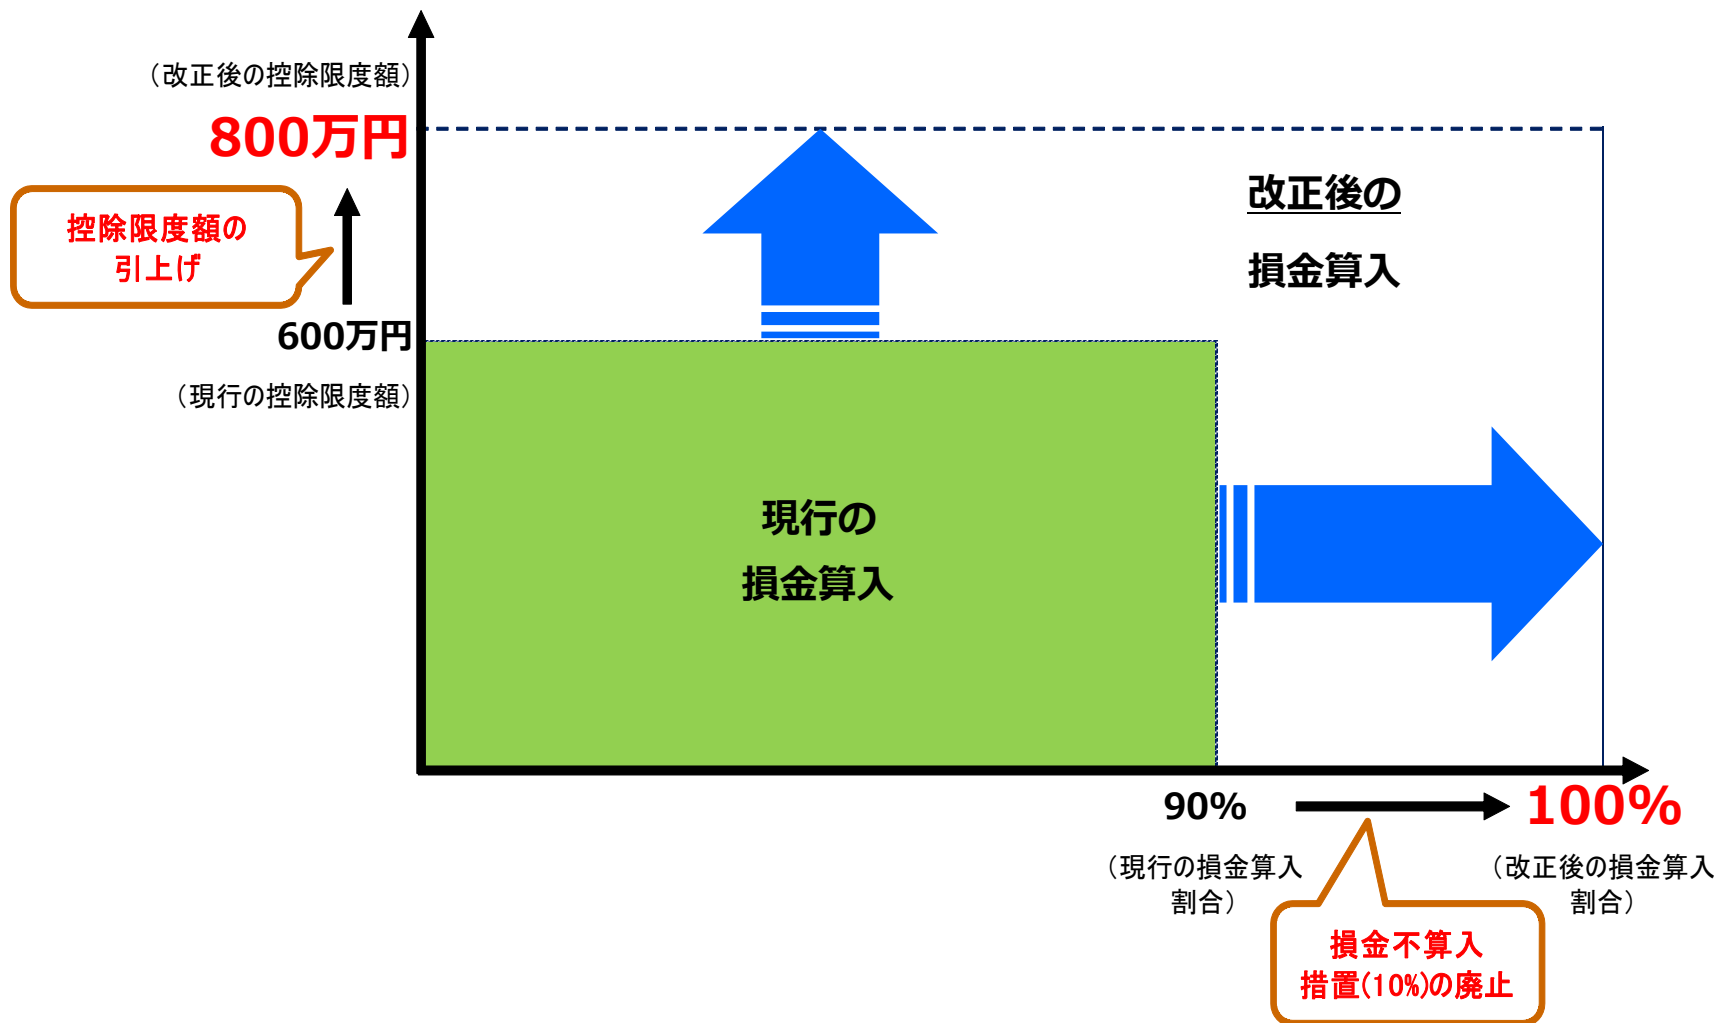 （改正後の控除限度額）
800万円
控除限度額の
引上げ
600万円
（現行の控除限度額）
改正後の
損金算入
現行の
損金算入
90%
100%
（現行の損金算入
割合）
（改正後の損金算入
割合）
損金不算入
措置(10%)の廃止